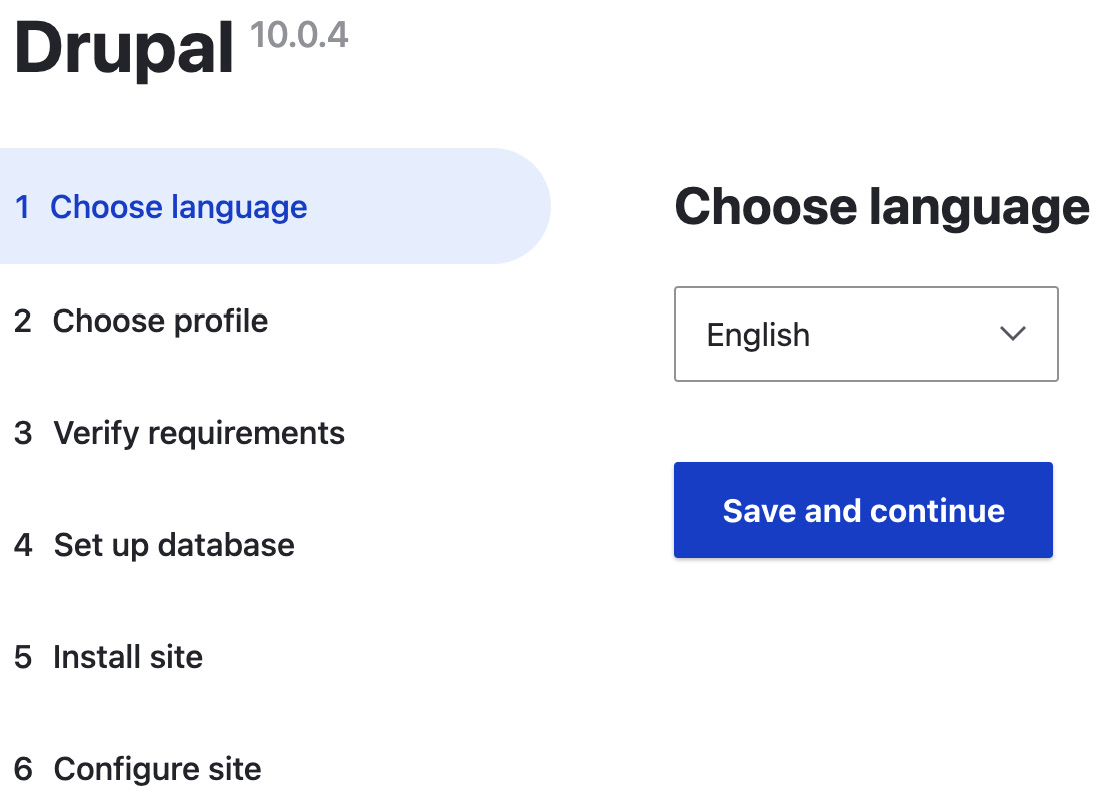 Drupal 10.0.4
1 Choose language
2 Choose profile
3 Verify requirements
4 Set up database
5 Install site
6 Configure site
Choose language
English
Save and continue